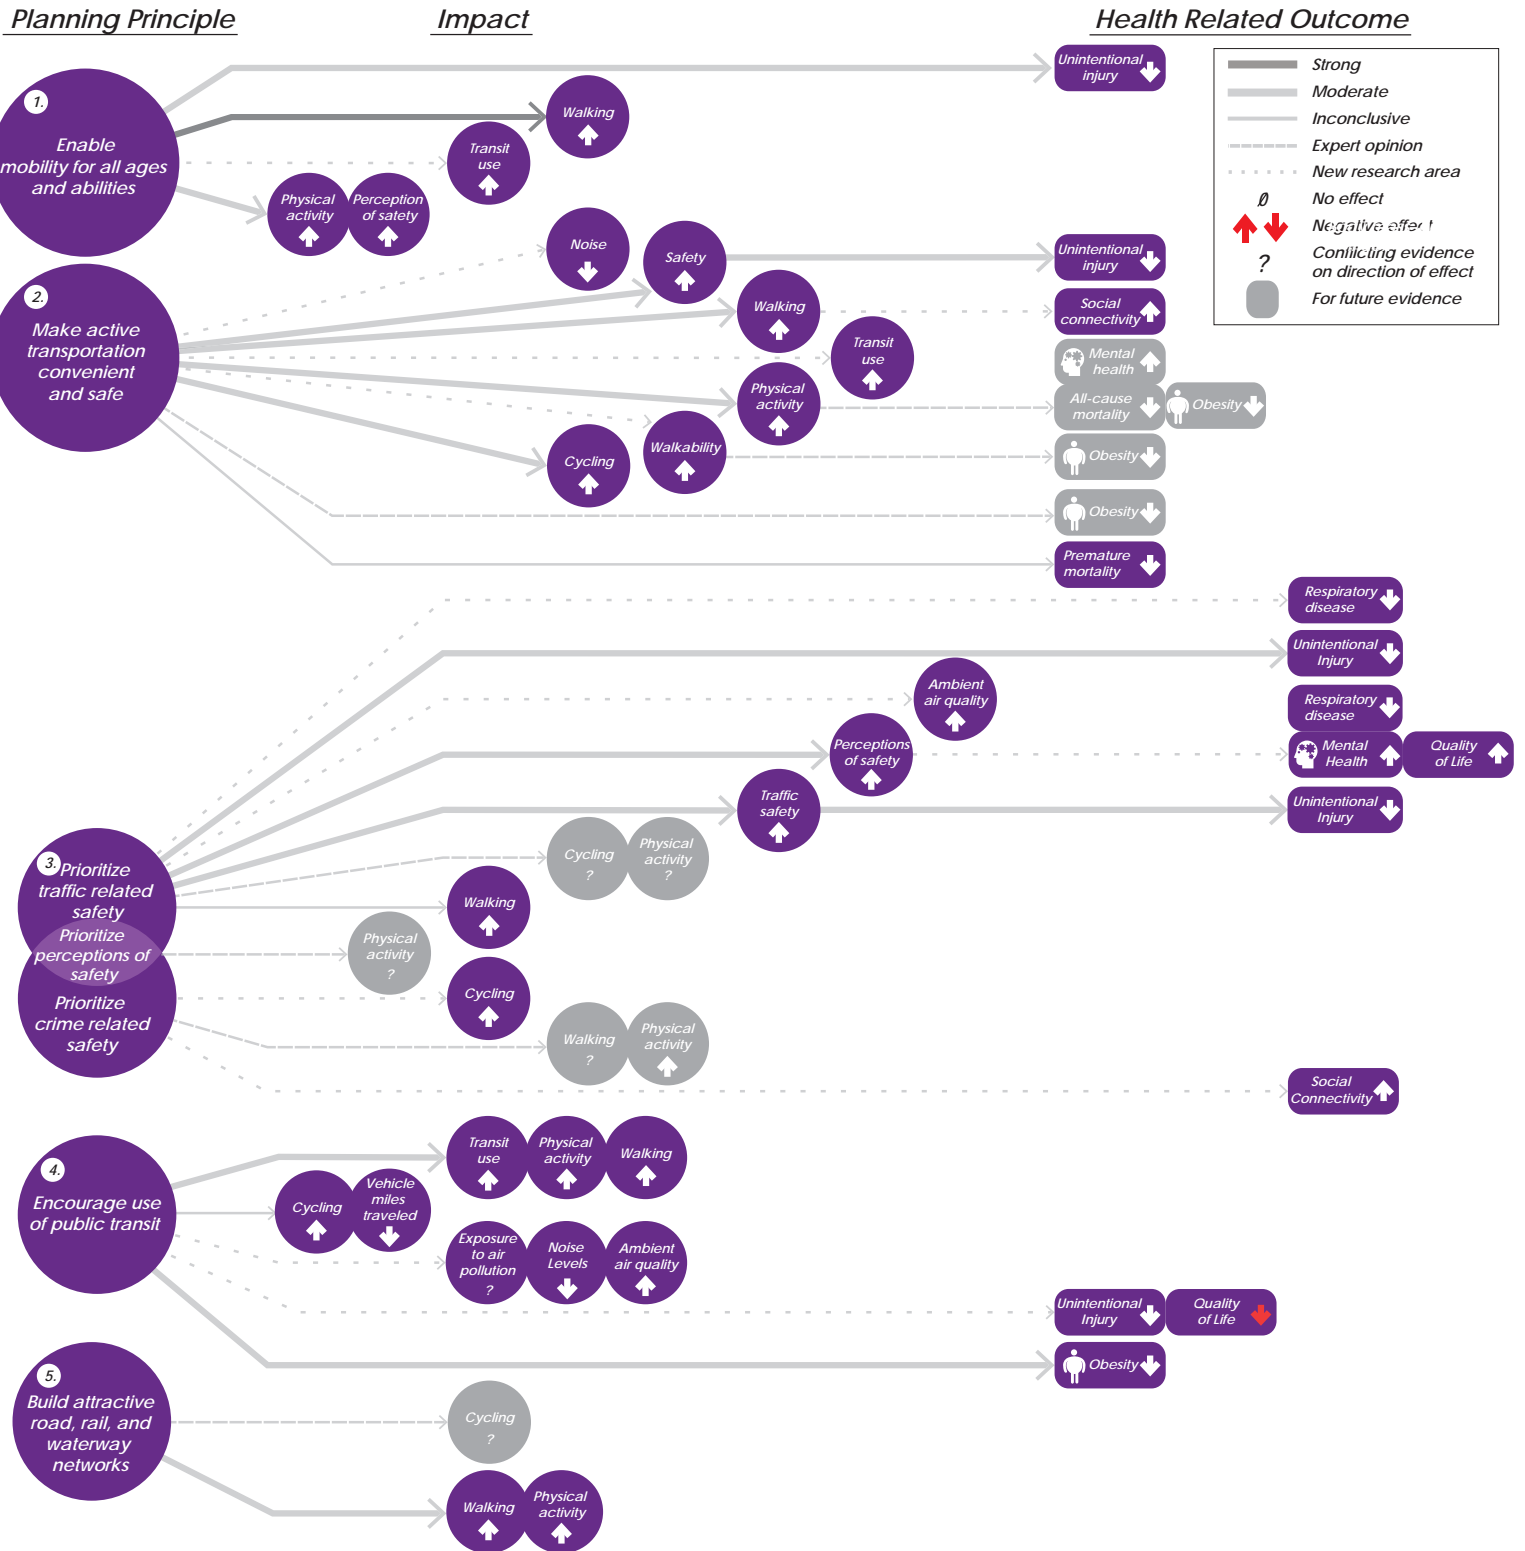 Planning Principle
Impact
Health Related Outcome
Strong
Moderate
Inconclusive
Expert opinion
New research area
Ø
No effect
Negative effect
?
Conflicting evidence
on direction of effect
For future evidence
1.
Enable
mobility for all ages
and abilities
Unintentional
injury
Walking
Transit
use
Physical
activity
Perception
of satety
2.
Make active
transportation
convenient
and safe
Noise
Safety
Unintentional
injury
Walking
Social
connectivity
Transit
use
Mental
health
Physical
activity
All-cause
mortality
Obesity
Walkability
Obesity
Cycling
Obesity
Premature
mortality
Respiratory
disease
Unintentional
Injury
Ambient
air quality
Respiratory
disease
Perceptions
of safety
Mental
Health
Quality
of Life
Traffic
safety
Unintentional
Injury
3.
Prioritize
traffic related
safety
Cycling
?
Physical
activity
?
Walking
Prioritize
perceptions of
safety
Physical
activity
?
Prioritize
crime related
safety
Cycling
Walking
?
Physical
activity
Social
Connectivity
4.
Encourage use
of public transit
Transit
use
Physical
activity
Walking
Cycling
Vehicle
miles
traveled
Exposure
to air
pollution
?
Noise
Levels
Ambient
air quality
Unintentional
Injury
Quality
of Life
Obesity
5.
Build attractive
road, rail, and
waterway
networks
Cycling
?
Walking
Physical
activity